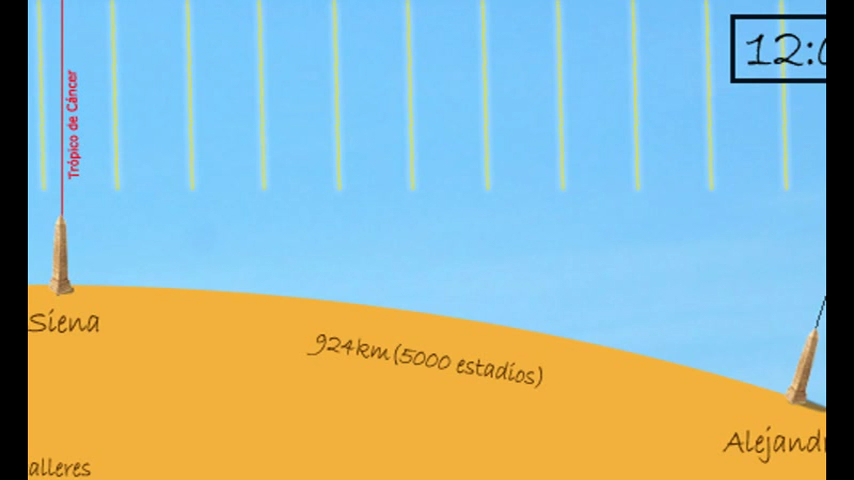 12:0
Trópico de Cáncer
Siena
924km (5000 estadios)
Alejand
alleres